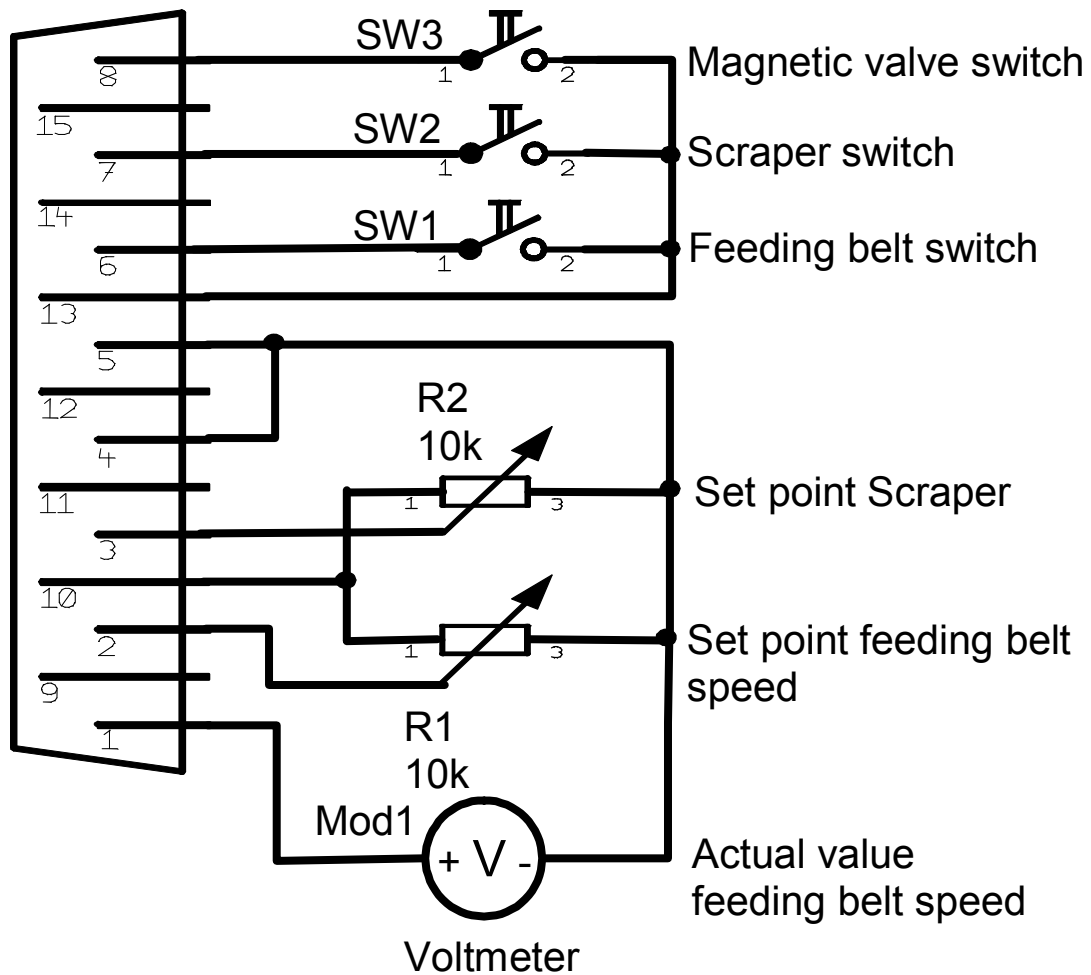 SW3
8
1
2
Magnetic valve switch
15
SW2
7
1
2
Scraper switch
14
SW1
6
1
2
Feeding belt switch
13
5
12
R2
10k
4
11
1
3
Set point Scraper
3
10
2
1
3
Set point feeding belt
speed
9
1
R1
10k
Mod1
+ V -
Actual value
feeding belt speed
Voltmeter